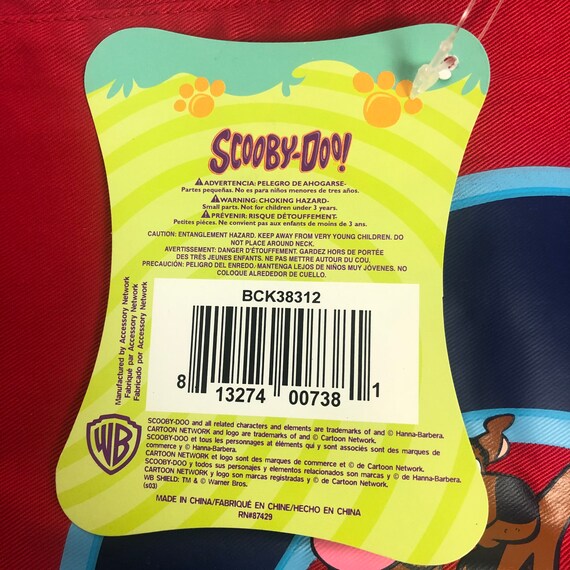 SCOOBY-DOO!
ADVERTENCIA: PELEGRO DE AHOGARSE-
Partes pequeñas. No es para niños menores de tres años.
WARNING: CHOKING HAZARD-
Small parts. Not for children under 3 years.
PRÉVENIR: RISQUE DÉTOUFFEMENT-
Petites pièces. Ne convient pas aux enfants de moins de 3 ans.
CAUTION: ENTANGLEMENT HAZARD. KEEP AWAY FROM VERY YOUNG CHILDREN. DO
NOT PLACE AROUND NECK.
AVERTISSEMENT: DANGER D'ÉTOUFFEMENT. GARDEZ HORS DE PORTÉE
DES TRÈS JEUNES ENFANTS. NE PAS METTRE AUTOUR DU COU.
PRECAUCIÓN: PELIGRO DEL ENREDO. MANTENGA LEJOS DE NIÑOS MUY JÓVENES. NO
COLOQUE ALREDEDOR DE CUELLO.
Manufactured by Accessory Network
Fabriqué par Accessory Network
Fabricado por Accessory Network
BCK38312
8 13274 00738 1
WB
SCOOBY-DOO and all related characters and elements are trademarks of and © Hanna-Barbera.
CARTOON NETWORK and logo are trademarks of and © Cartoon Network.
SCOOBY-DOO et tous les personnages et éléments qui y sont associés sont des marques de
commerce y © Hanna-Barbera.
CARTOON NETWORK et logo sont des marques de commerce et © de Cartoon Network.
SCOOBY-DOO y todos sus personajes y elementos relacionados son marcas y © de Hanna-Barbera.
CARTOON NETWORK y logo son marcas registradas y © de Cartoon Network.
WB SHIELD: TM & © Warner Bros.
(s03)
MADE IN CHINA/FABRIQUÉ EN CHINE/HECHO EN CHINA
RN#87429